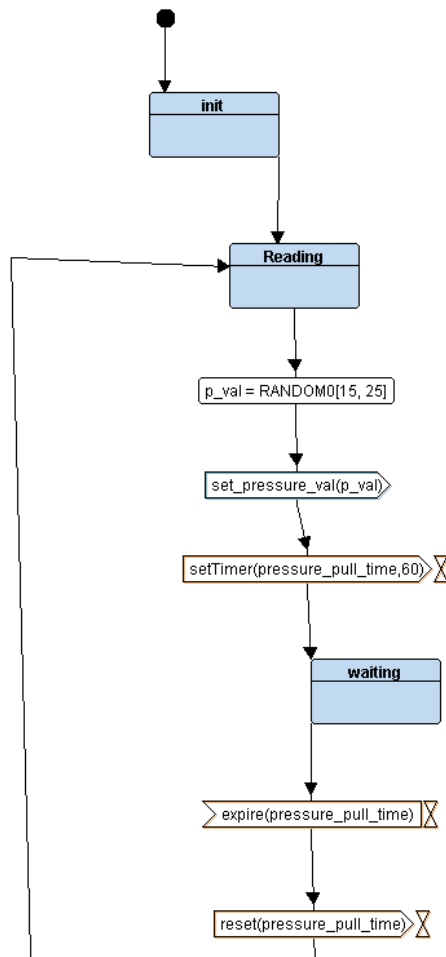 init
Reading
p_val = RANDOM0[15, 25]
set_pressure_val(p_val)
setTimer(pressure_pull_time,60)
waiting
expire(pressure_pull_time)
reset(pressure_pull_time)